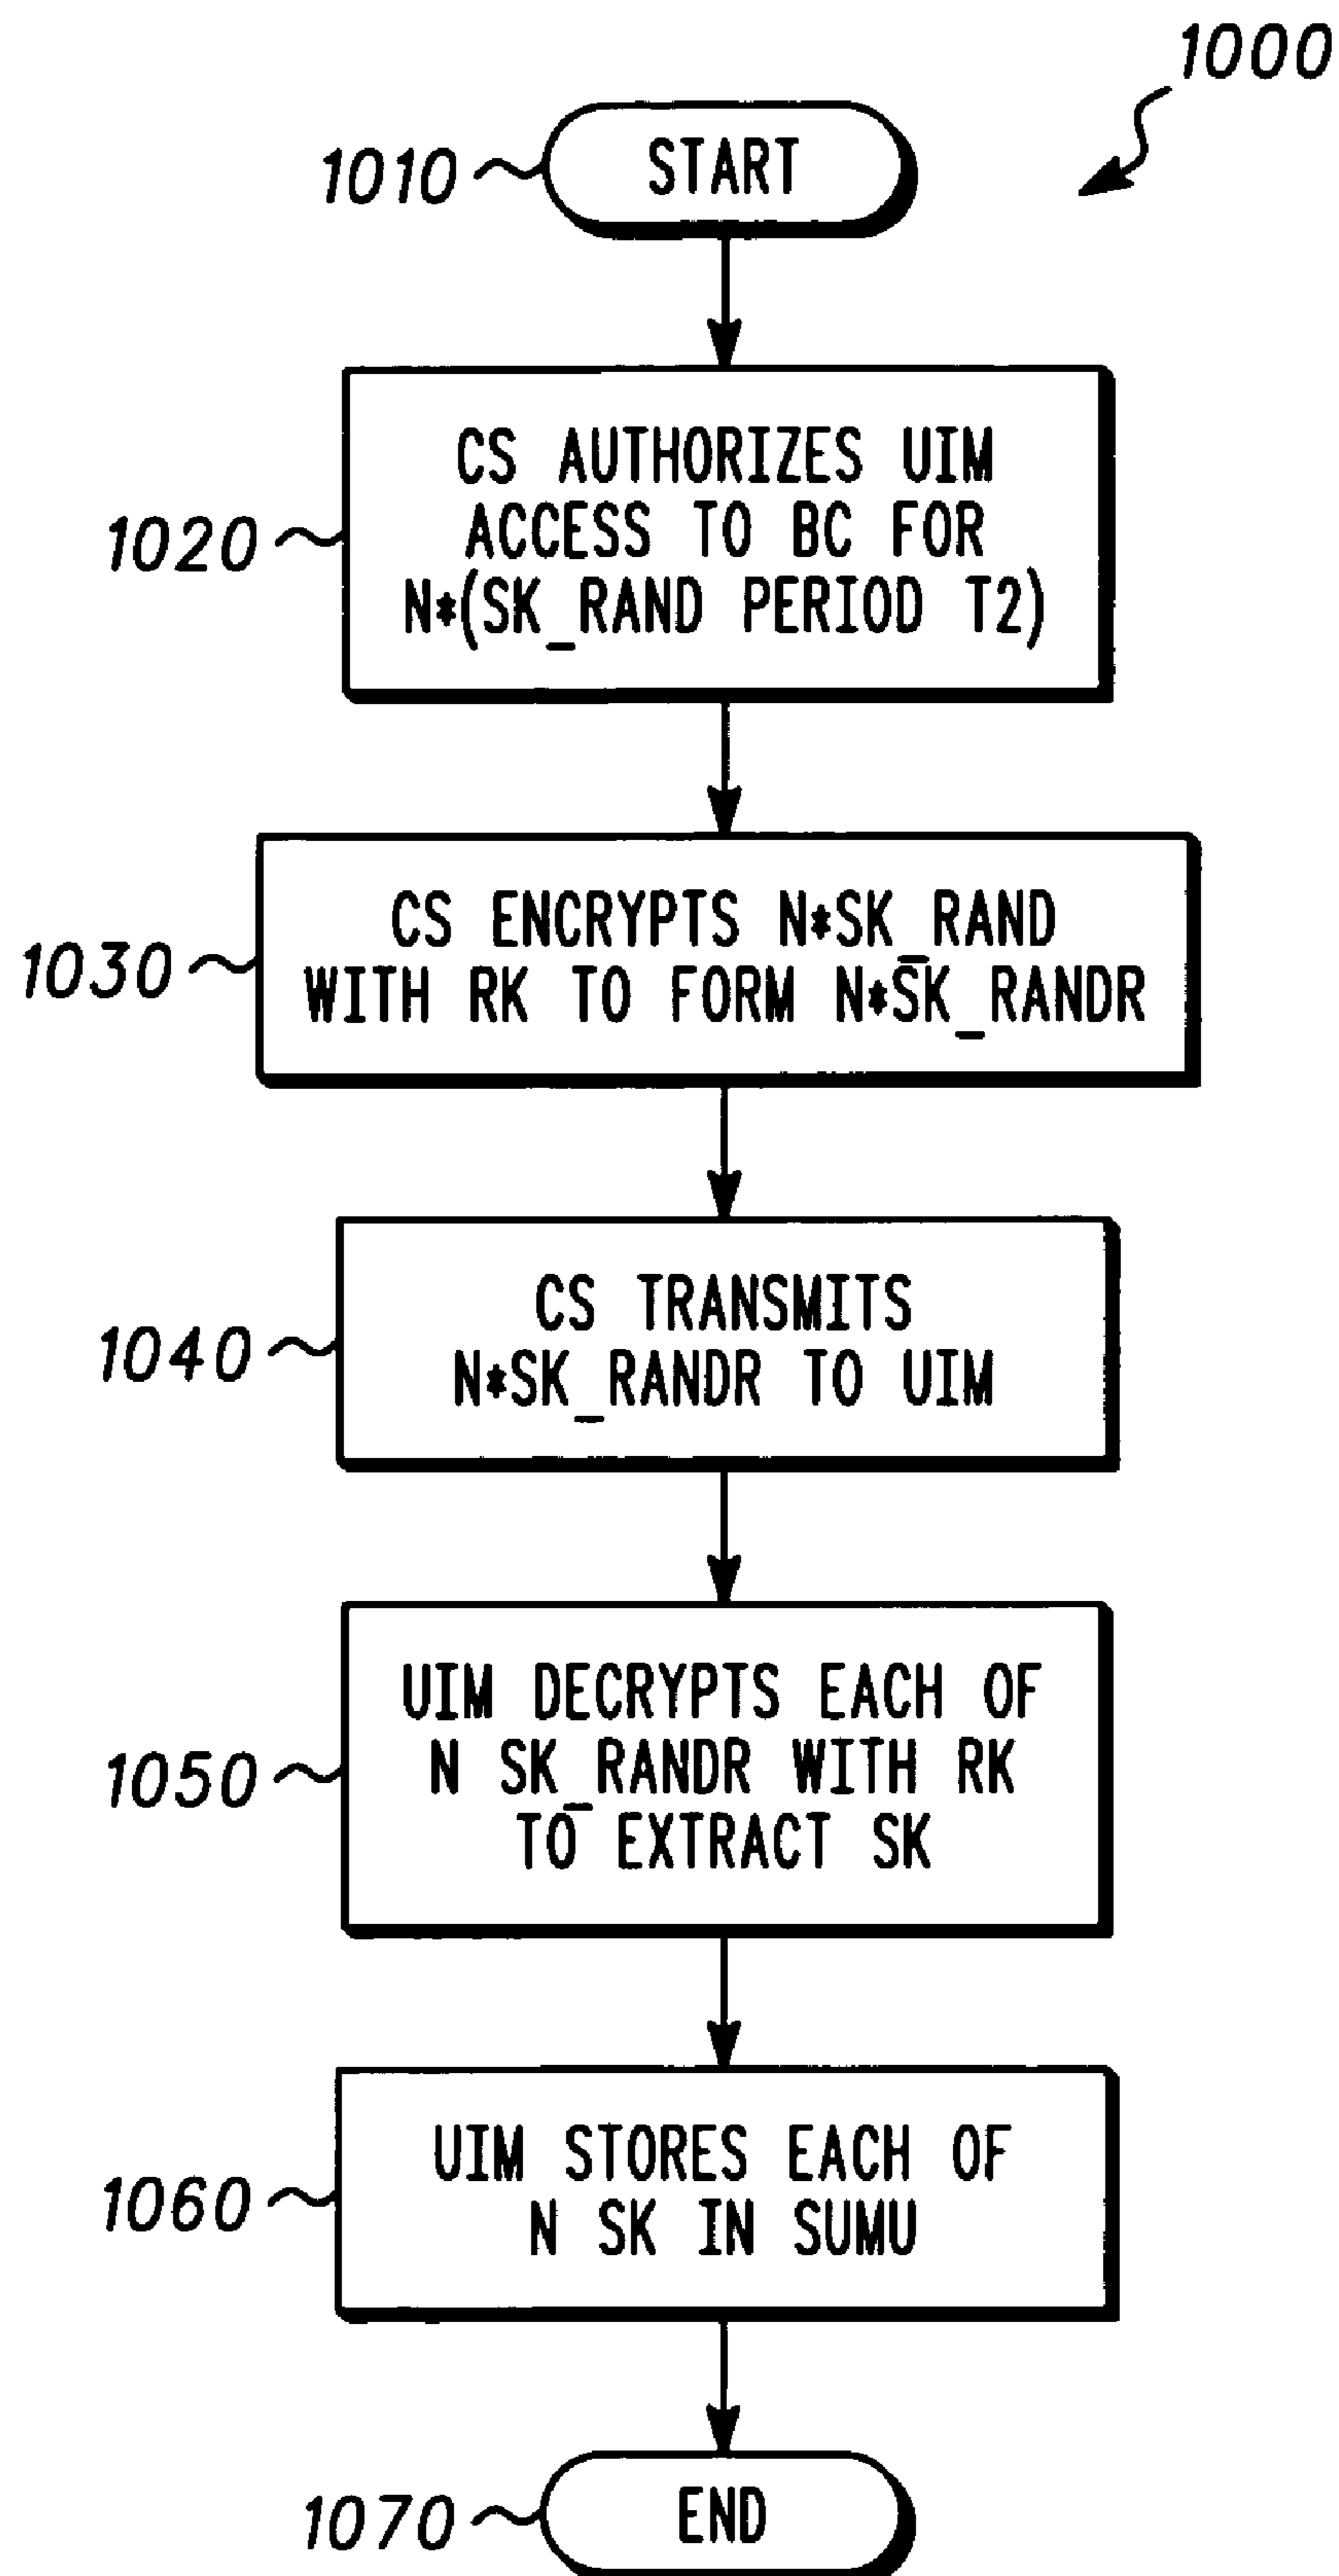 1000
1010
START
1020
CS AUTHORIZES UIM
ACCESS TO BC FOR
N*(SK_RAND PERIOD T2)
1030
CS ENCRYPTS N*SK_RAND
WITH RK TO FORM N*SK_RANDR
1040
CS TRANSMITS
N*SK_RANDR TO UIM
1050
UIM DECRYPTS EACH OF
N SK_RANDR WITH RK
TO EXTRACT SK
1060
UIM STORES EACH OF
N SK IN SUMU
1070
END